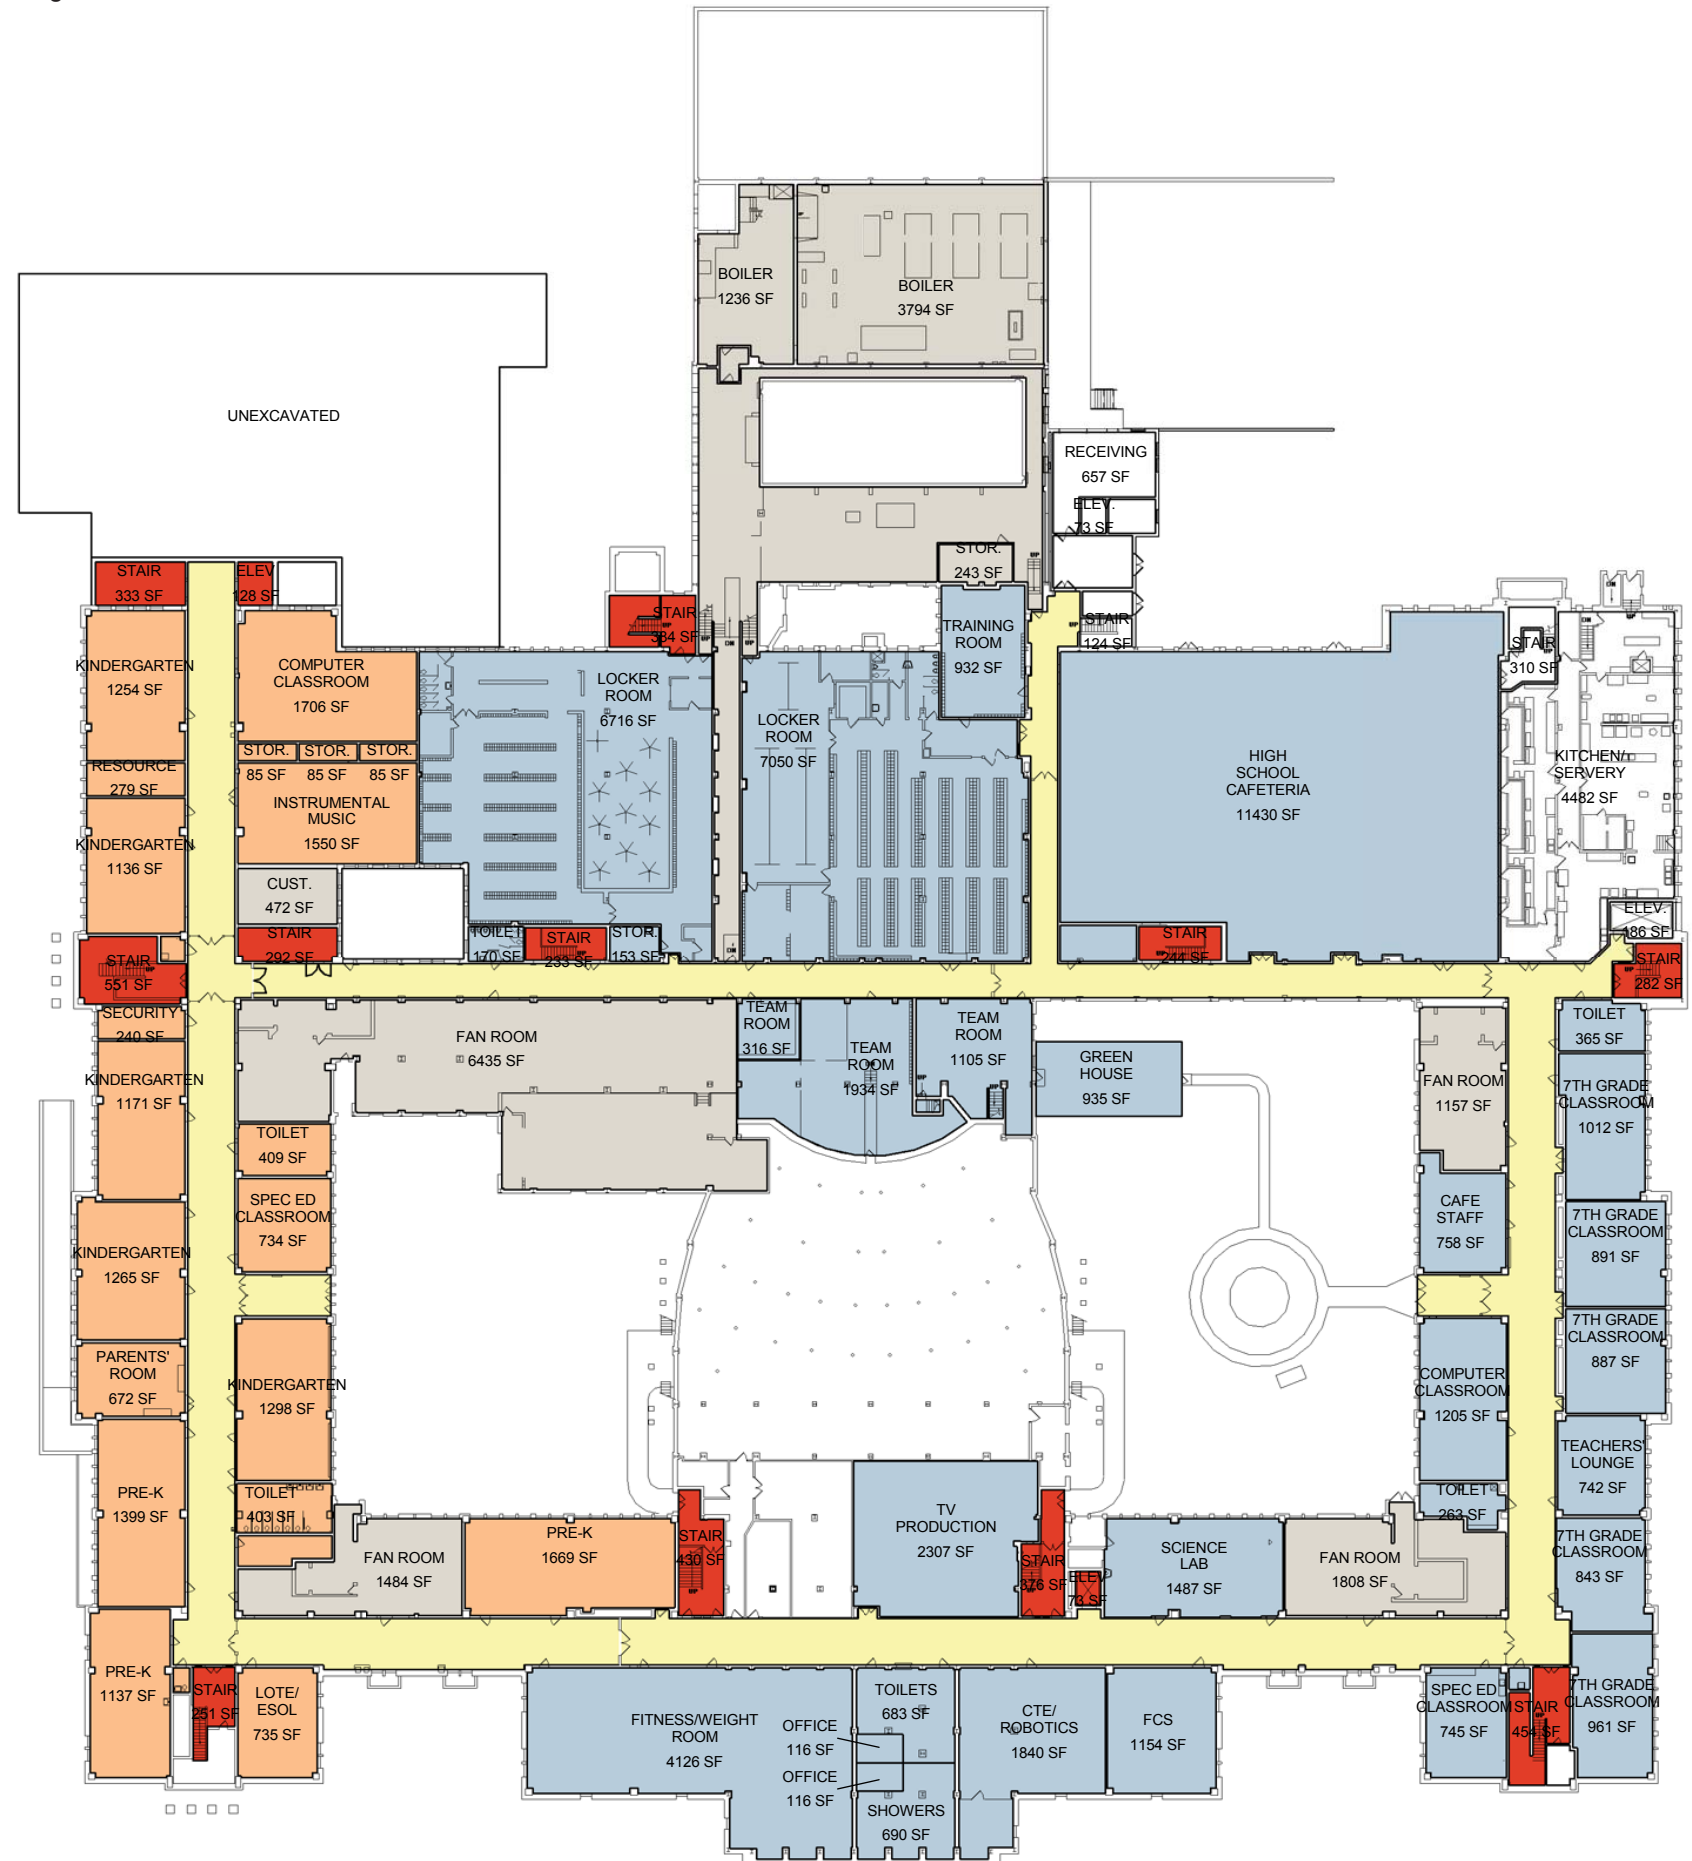 BOILER
1236 SF
BOILER
3794 SF
UNEXCAVATED
RECEIVING
657 SF
ELEV.
73 SF
STOR.
243 SF
STAIR
333 SF
ELEV
128 SF
STAIR
384 SF
TRAINING
ROOM
932 SF
STAIR
124 SF
STAIR
310 SF
KINDERGARTEN
1254 SF
COMPUTER
CLASSROOM
1706 SF
LOCKER
ROOM
6716 SF
LOCKER
ROOM
7050 SF
HIGH
SCHOOL
CAFETERIA
11430 SF
KITCHEN/
SERVERY
4482 SF
STOR.
85 SF
STOR.
85 SF
STOR.
85 SF
RESOURCE
279 SF
INSTRUMENTAL
MUSIC
1550 SF
KINDERGARTEN
1136 SF
CUST.
472 SF
STAIR
292 SF
TOILET
170 SF
STAIR
233 SF
STOR.
153 SF
STAIR
244 SF
ELEV.
186 SF
STAIR
282 SF
STAIR
551 SF
SECURITY
240 SF
FAN ROOM
6435 SF
TEAM
ROOM
316 SF
TEAM
ROOM
1934 SF
TEAM
ROOM
1105 SF
GREEN
HOUSE
935 SF
FAN ROOM
1157 SF
TOILET
365 SF
7TH GRADE
CLASSROOM
1012 SF
KINDERGARTEN
1171 SF
TOILET
409 SF
SPEC ED
CLASSROOM
734 SF
CAFE
STAFF
758 SF
7TH GRADE
CLASSROOM
891 SF
KINDERGARTEN
1265 SF
7TH GRADE
CLASSROOM
887 SF
PARENTS'
ROOM
672 SF
KINDERGARTEN
1298 SF
COMPUTER
CLASSROOM
1205 SF
TEACHERS'
LOUNGE
742 SF
PRE-K
1399 SF
TOILET
403 SF
TOILET
263 SF
FAN ROOM
1484 SF
PRE-K
1669 SF
STAIR
430 SF
TV
PRODUCTION
2307 SF
STAIR
376 SF
ELEV.
73 SF
SCIENCE
LAB
1487 SF
FAN ROOM
1808 SF
7TH GRADE
CLASSROOM
843 SF
PRE-K
1137 SF
STAIR
251 SF
LOTE/
ESOL
735 SF
FITNESS/WEIGHT
ROOM
4126 SF
OFFICE
116 SF
OFFICE
116 SF
TOILETS
683 SF
SHOWERS
690 SF
CTE/
ROBOTICS
1840 SF
FCS
1154 SF
SPEC ED
CLASSROOM
745 SF
STAIR
454 SF
7TH GRADE
CLASSROOM
961 SF